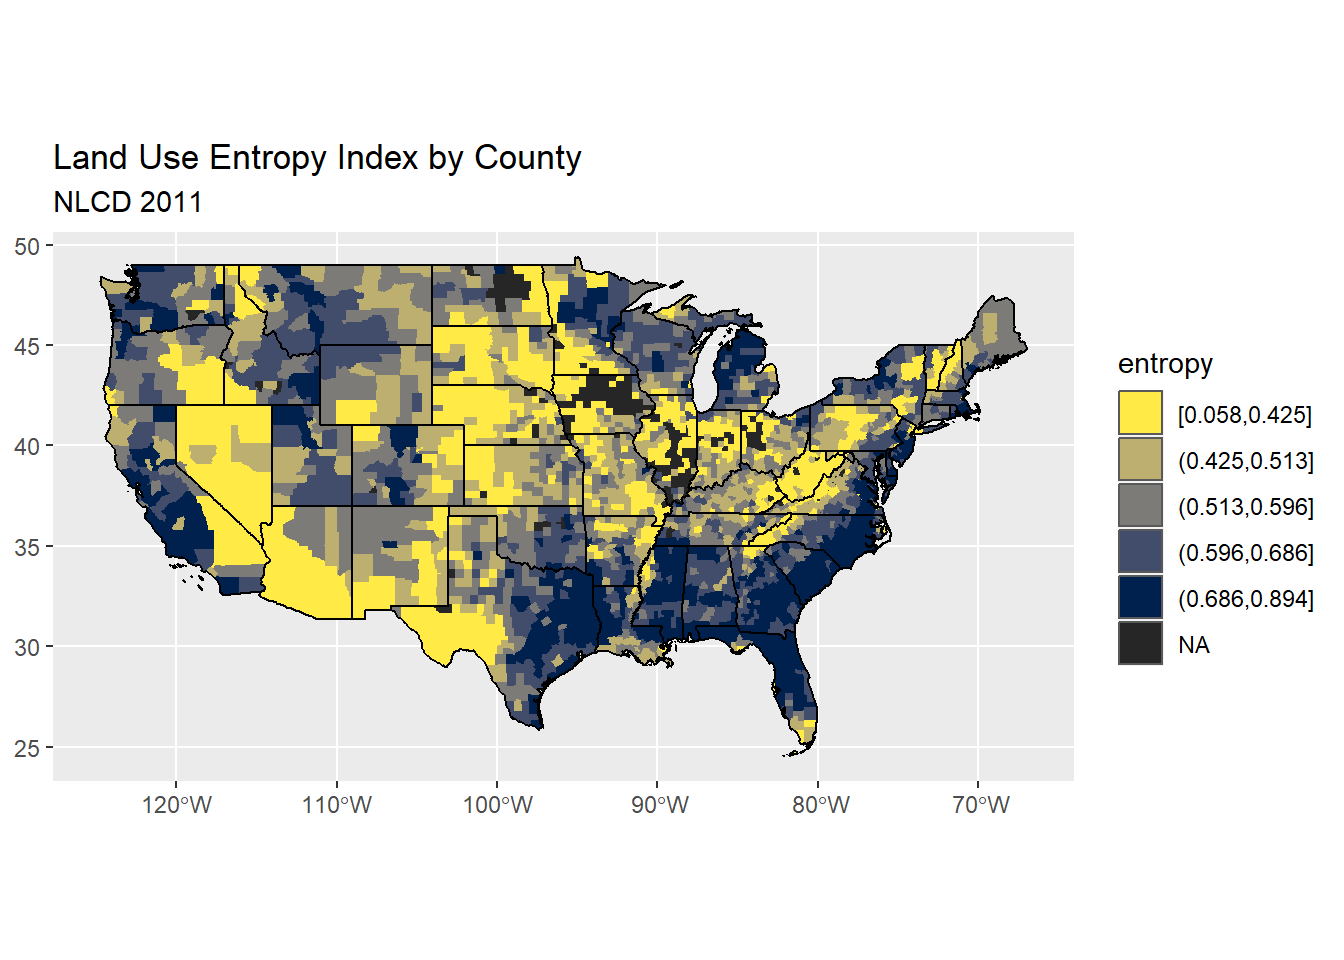 Land Use Entropy Index by County
NLCD 2011
50
45
40
35
30
25
120°W 110°W 100°W 90°W 80°W 70°W
entropy
[0.058,0.425]
(0.425,0.513]
(0.513,0.596]
(0.596,0.686]
(0.686,0.894]
NA